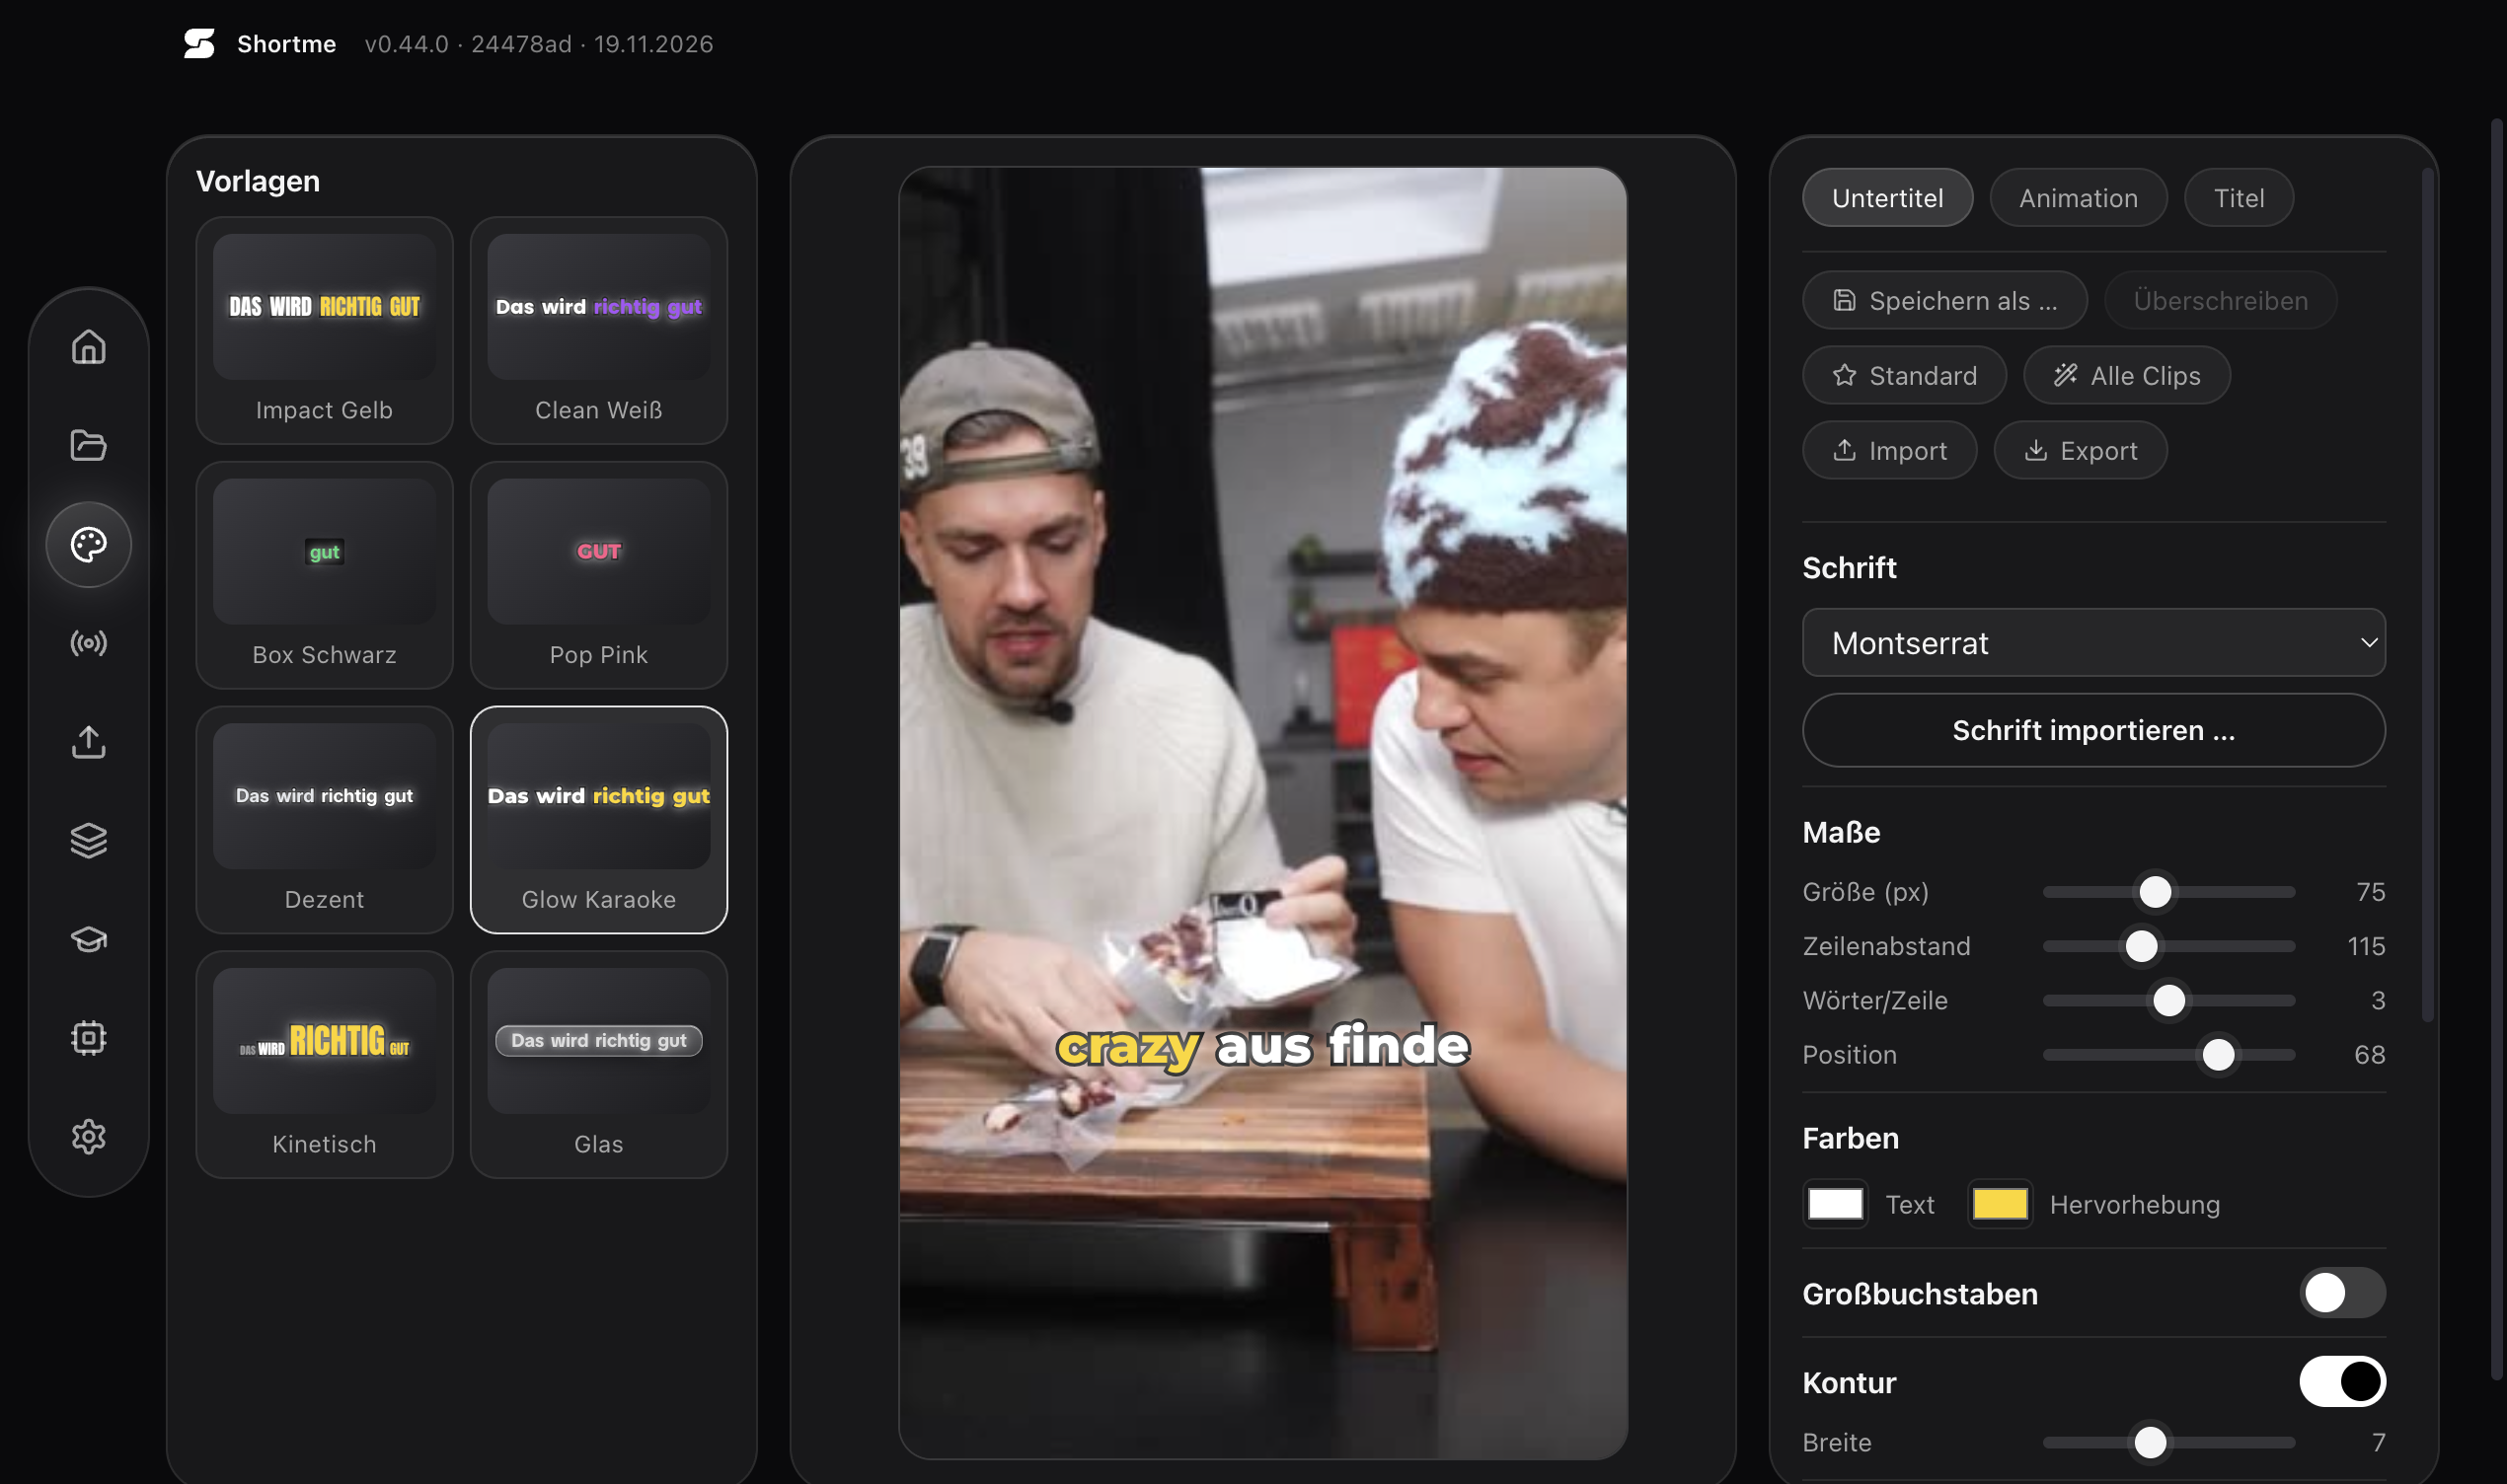 Shortme v0.44.0 · 24478ad · 19.11.2026
Vorlagen
DAS WIRD RICHTIG GUT
Impact Gelb
Das wird richtig gut
Clean Weiß
gut
Box Schwarz
GUT
Pop Pink
Das wird richtig gut
Dezent
Das wird richtig gut
Glow Karaoke
DAS WIRD RICHTIG GUT
Kinetisch
Das wird richtig gut
Glas
39
crazy aus finde
Untertitel Animation Titel
Speichern als ... Überschreiben
Standard Alle Clips
Import Export
Schrift
Montserrat
Schrift importieren ...
Maße
Größe (px) 75
Zeilenabstand 115
Wörter/Zeile 3
Position 68
Farben
Text Hervorhebung
Großbuchstaben
Kontur
Breite 7